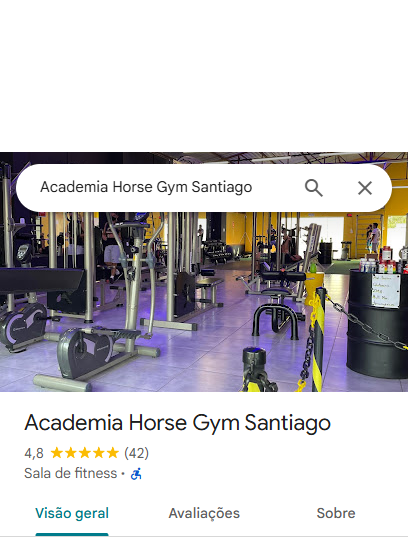 Academia Horse Gym Santiago
Academia Horse Gym Santiago
4,8 ★★★★★ (42)
Sala de fitness ·
Visão geral
Avaliações
Sobre